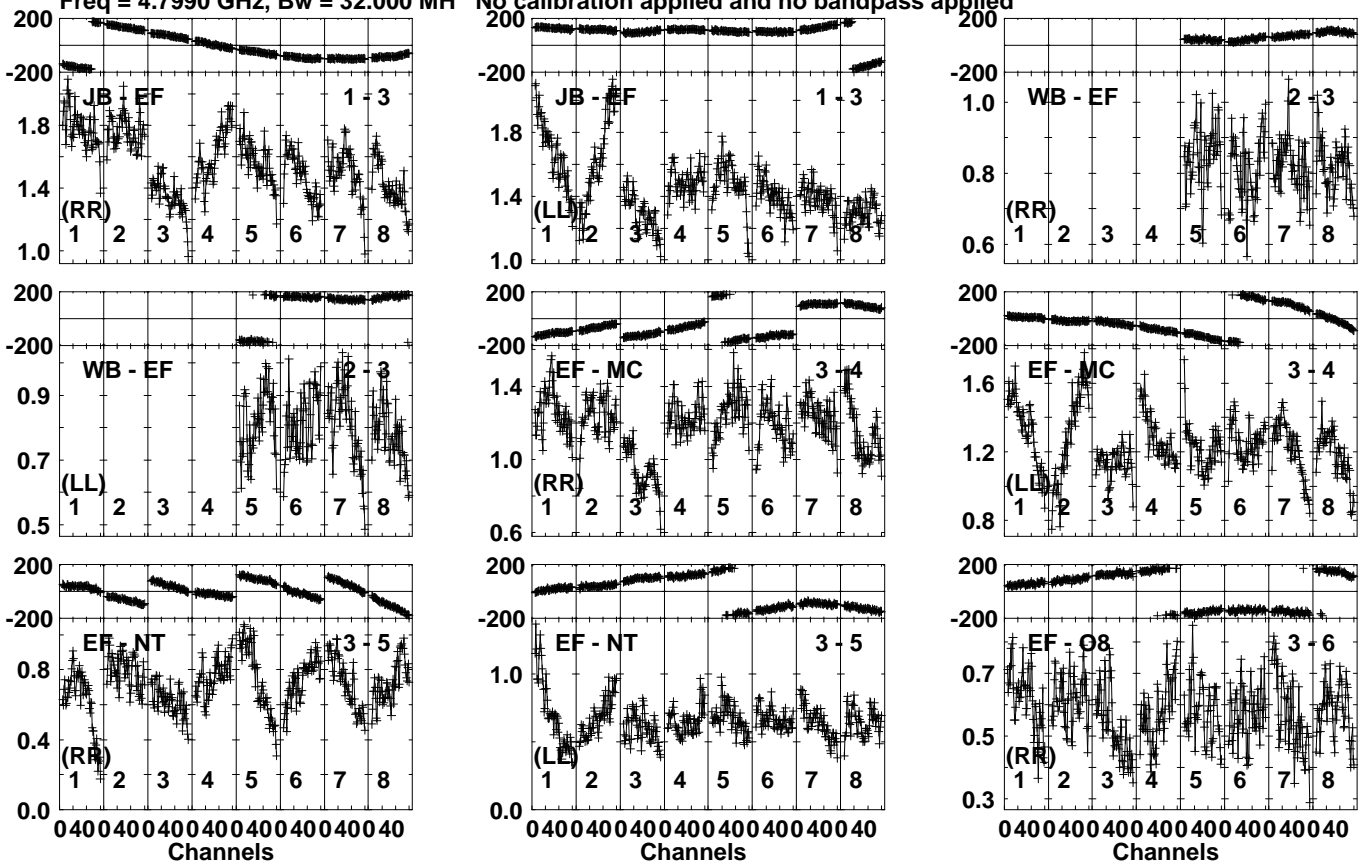 Freq = 4.7990 GHz, Bw = 32.000 MH No calibration applied and no bandpass applied
200
-200
JB - EF 1 - 3
1.8
1.4
1.0
(RR)
1 2 3 4 5 6 7 8
JB - EF 1 - 3
1.8
1.4
1.0
(LL)
1 2 3 4 5 6 7 8
200
-200
200
-200
WB - EF 2 - 3
1.0
0.8
0.6
(RR)
1 2 3 4 5 6 7 8
200
-200
WB - EF 2 - 3
0.9
0.7
0.5
(LL)
1 2 3 4 5 6 7 8
200
-200
EF - MC 3 - 4
1.4
1.0
0.6
(RR)
1 2 3 4 5 6 7 8
200
-200
EF - MC 3 - 4
1.6
1.2
0.8
(LL)
1 2 3 4 5 6 7 8
200
-200
EF - NT 3 - 5
0.8
0.4
0.0
(RR)
1 2 3 4 5 6 7 8
0 40 0 40 0 40 0 40 0 40 0 40 0 40 0 40
Channels
200
-200
EF - NT 3 - 5
1.0
0.0
(LL)
1 2 3 4 5 6 7 8
0 40 0 40 0 40 0 40 0 40 0 40 0 40 0 40
Channels
200
-200
EF - O8 3 - 6
0.7
0.5
0.3
(RR)
1 2 3 4 5 6 7 8
0 40 0 40 0 40 0 40 0 40 0 40 0 40 0 40
Channels